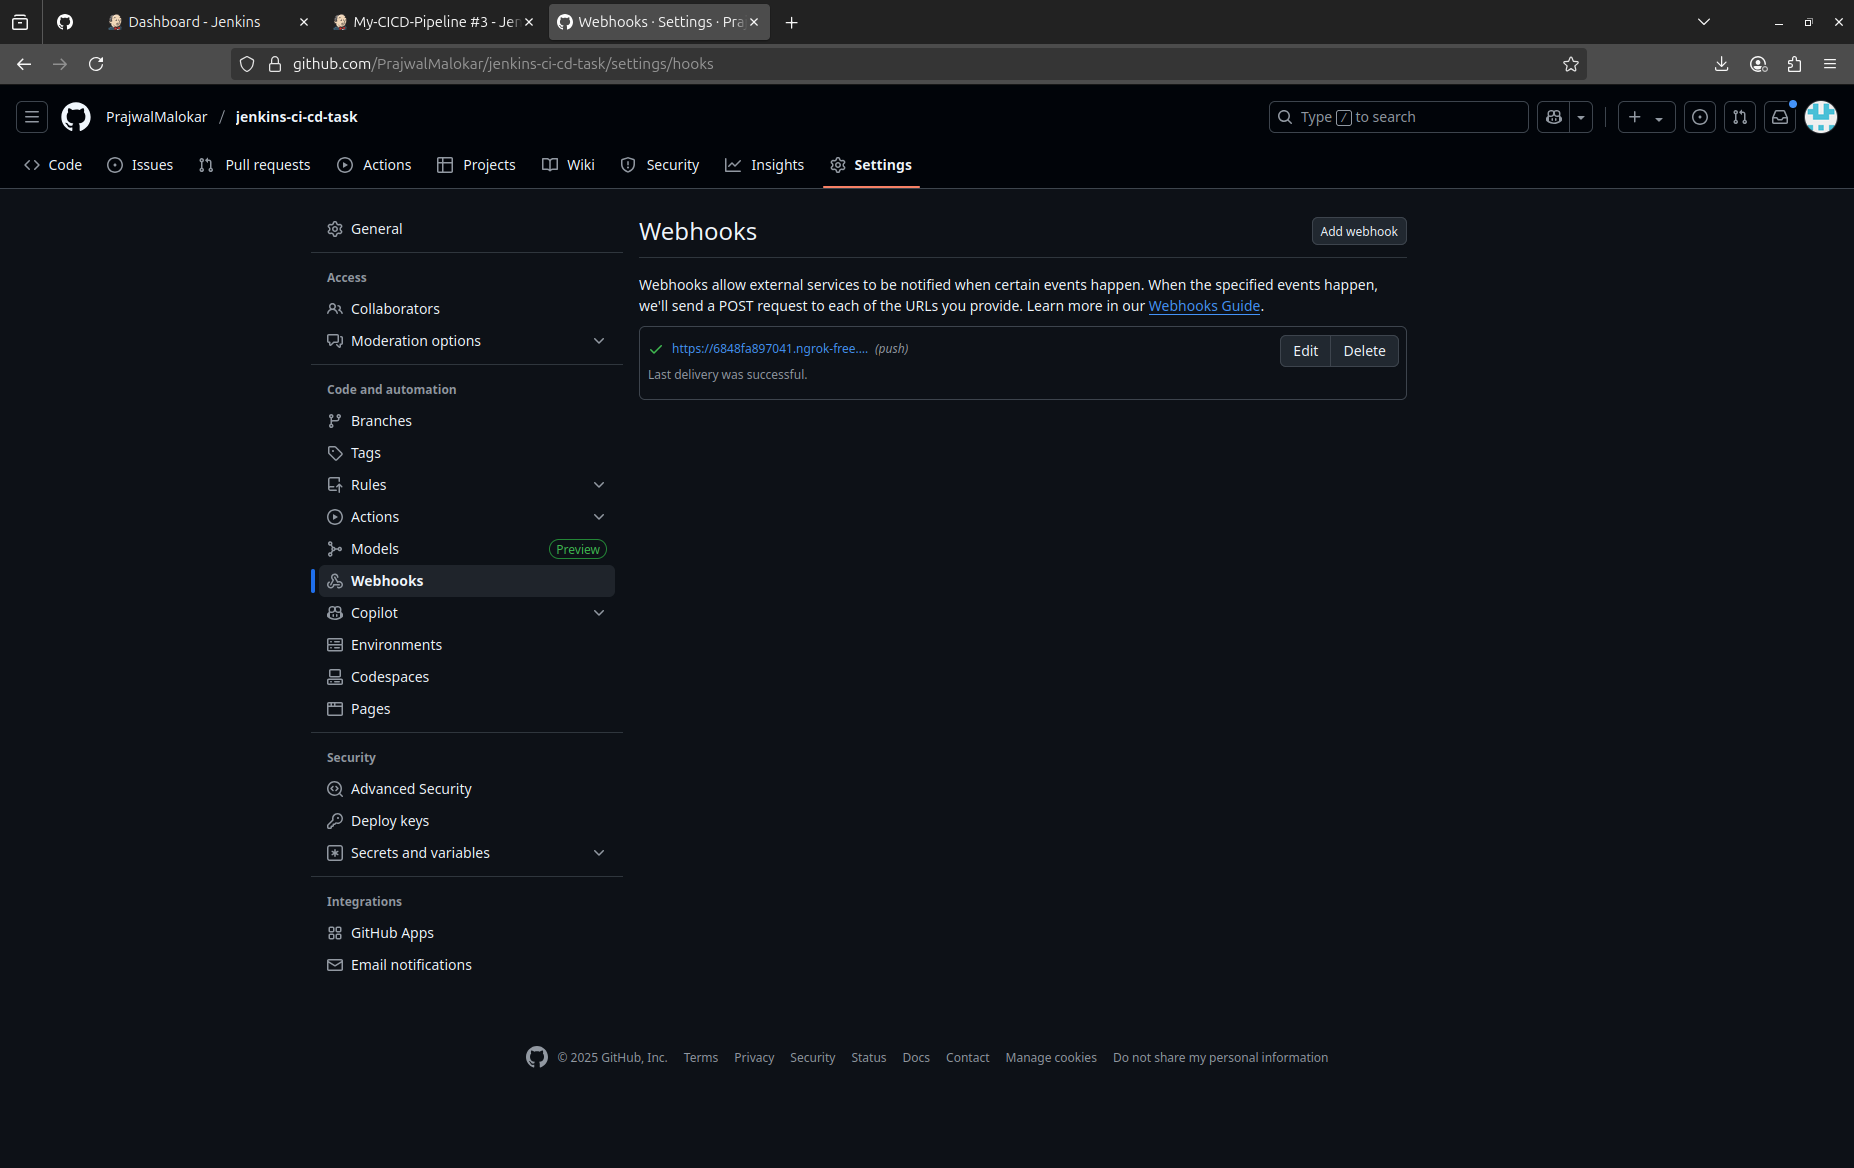 Dashboard - Jenkins
My-CICD-Pipeline #3 - Jen
Webhooks · Settings · Pra
github.com/PrajwalMalokar/jenkins-ci-cd-task/settings/hooks
PrajwalMalokar / jenkins-ci-cd-task
Type / to search
Code
Issues
Pull requests
Actions
Projects
Wiki
Security
Insights
Settings
General
Access
Collaborators
Moderation options
Code and automation
Branches
Tags
Rules
Actions
Models
Preview
Webhooks
Copilot
Environments
Codespaces
Pages
Security
Advanced Security
Deploy keys
Secrets and variables
Integrations
GitHub Apps
Email notifications
Webhooks
Add webhook
Webhooks allow external services to be notified when certain events happen. When the specified events happen,
we'll send a POST request to each of the URLs you provide. Learn more in our Webhooks Guide.
https://6848fa897041.ngrok-free.... (push)
Edit
Delete
Last delivery was successful.
© 2025 GitHub, Inc.
Terms
Privacy
Security
Status
Docs
Contact
Manage cookies
Do not share my personal information